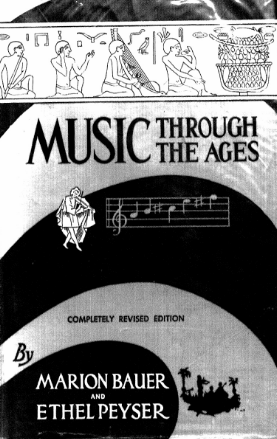 MUSIC THROUGH
THE AGES
COMPLETELY REVISED EDITION
By
MARION BAUER
AND
ETHEL PEYSER